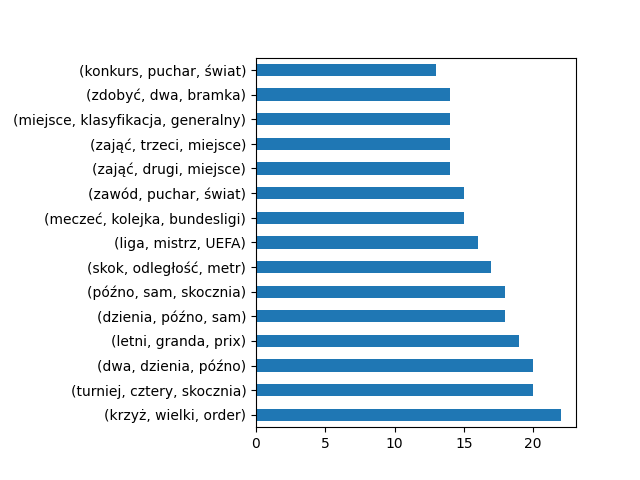 (konkurs, puchar, świat)
(zdobyć, dwa, bramka)
(miejsce, klasyfikacja, generalny)
(zająć, trzeci, miejsce)
(zająć, drugi, miejsce)
(zawód, puchar, świat)
(meczeć, kolejka, bundesligi)
(liga, mistrz, UEFA)
(skok, odległość, metr)
(późno, sam, skocznia)
(dzienia, późno, sam)
(letni, granda, prix)
(dwa, dzienia, późno)
(turniej, cztery, skocznia)
(krzyż, wielki, order)
0 5 10 15 20